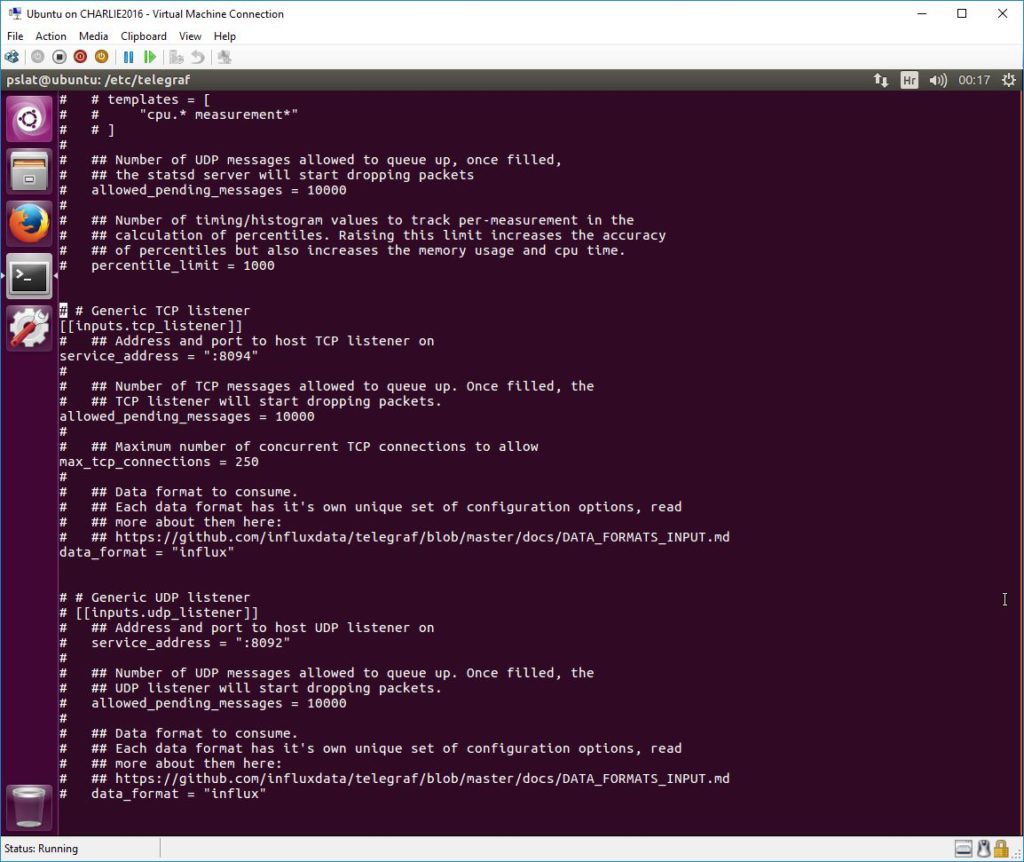 Ubuntu on CHARLIE2016 - Virtual Machine Connection
File Action Media Clipboard View Help
pslat@ubuntu: /etc/telegraf Hr 00:17
#   # templates = [
#   #     "cpu.* measurement*"
#   # ]
#
#   ## Number of UDP messages allowed to queue up, once filled,
#   ## the statsd server will start dropping packets
#   allowed_pending_messages = 10000
#
#   ## Number of timing/histogram values to track per-measurement in the
#   ## calculation of percentiles. Raising this limit increases the accuracy
#   ## of percentiles but also increases the memory usage and cpu time.
#   percentile_limit = 1000
# # Generic TCP listener
[[inputs.tcp_listener]]
#   ## Address and port to host TCP listener on
service_address = ":8094"
#
#   ## Number of TCP messages allowed to queue up. Once filled, the
#   ## TCP listener will start dropping packets.
allowed_pending_messages = 10000
#
#   ## Maximum number of concurrent TCP connections to allow
max_tcp_connections = 250
#
#   ## Data format to consume.
#   ## Each data format has it's own unique set of configuration options, read
#   ## more about them here:
#   ## https://github.com/influxdata/telegraf/blob/master/docs/DATA_FORMATS_INPUT.md
data_format = "influx"
# # Generic UDP listener
# [[inputs.udp_listener]]
#   ## Address and port to host UDP listener on
#   service_address = ":8092"
#
#   ## Number of UDP messages allowed to queue up. Once filled, the
#   ## UDP listener will start dropping packets.
#   allowed_pending_messages = 10000
#
#   ## Data format to consume.
#   ## Each data format has it's own unique set of configuration options, read
#   ## more about them here:
#   ## https://github.com/influxdata/telegraf/blob/master/docs/DATA_FORMATS_INPUT.md
#   data_format = "influx"
Status: Running